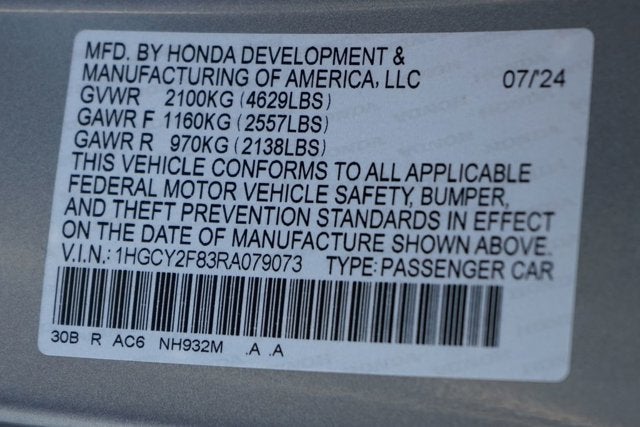 MFD. BY HONDA DEVELOPMENT &
MANUFACTURING OF AMERICA, LLC 07/'24
GVWR 2100KG (4629LBS)
GAWR F 1160KG (2557LBS)
GAWR R 970KG (2138LBS)
THIS VEHICLE CONFORMS TO ALL APPLICABLE
FEDERAL MOTOR VEHICLE SAFETY, BUMPER,
AND THEFT PREVENTION STANDARDS IN EFFECT
ON THE DATE OF MANUFACTURE SHOWN ABOVE.
V.I.N.: 1HGCY2F83RA079073 TYPE: PASSENGER CAR
30B R AC6 NH932M .A .A